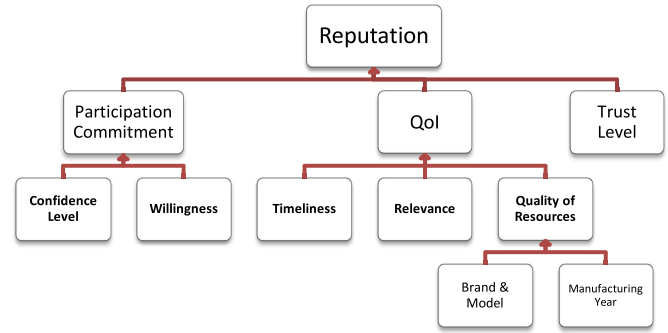 Reputation
Participation
Commitment
QoI
Trust
Level
Confidence
Level
Willingness
Timeliness
Relevance
Quality of
Resources
Brand &
Model
Manufacturing
Year